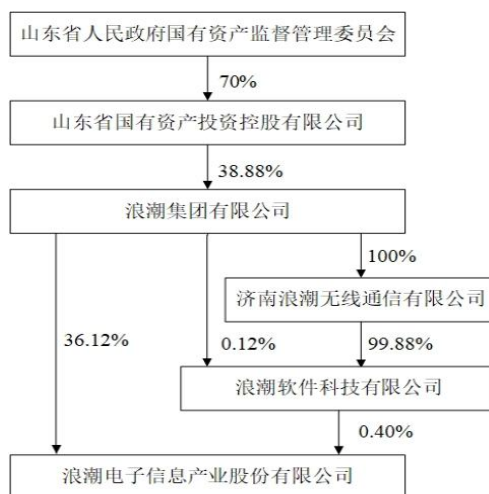 山东省人民政府国有资产监督管理委员会
70%
山东省国有资产投资控股有限公司
38.88%
浪潮集团有限公司
100%
济南浪潮无线通信有限公司
36.12%
0.12%
99.88%
浪潮软件科技有限公司
0.40%
浪潮电子信息产业股份有限公司